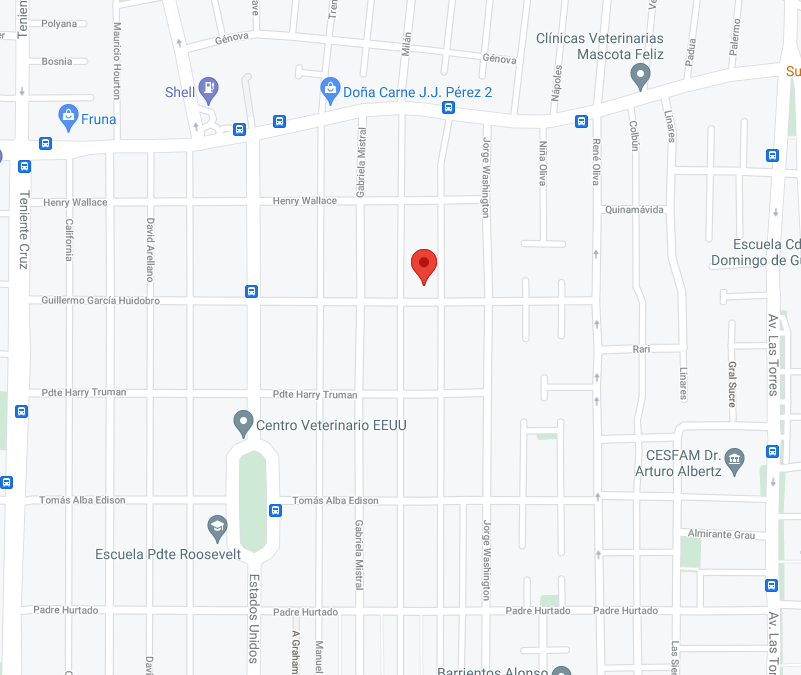 Teniente
Polyana
Bosnia
Mauricio Hourton
Génova
Milán
Génova
Nápoles
Padua
Palermo
Clínicas Veterinarias
Mascota Feliz
Shell
Doña Carne J.J. Pérez 2
Fruna
Gabriela Mistral
Jorge Washington
Niña Oliva
René Oliva
Colbún
Linares
Teniente Cruz
Henry Wallace
Henry Wallace
California
David Arellano
Quinamávida
Escuela Cd
Domingo de Gu
Guillermo García Huidobro
Rari
Av. Las Torres
Linares
Gral Sucre
Pdte Harry Truman
Pdte Harry Truman
Centro Veterinario EEUU
CESFAM Dr.
Arturo Albertz
Tomás Alba Edison
Tomás Alba Edison
Escuela Pdte Roosevelt
Gabriela Mistral
Jorge Washington
Almirante Grau
Estados Unidos
Padre Hurtado
Padre Hurtado
Padre Hurtado
Padre Hurtado
A Graham
Manuel
Av. Las To
Barrientos Alonso